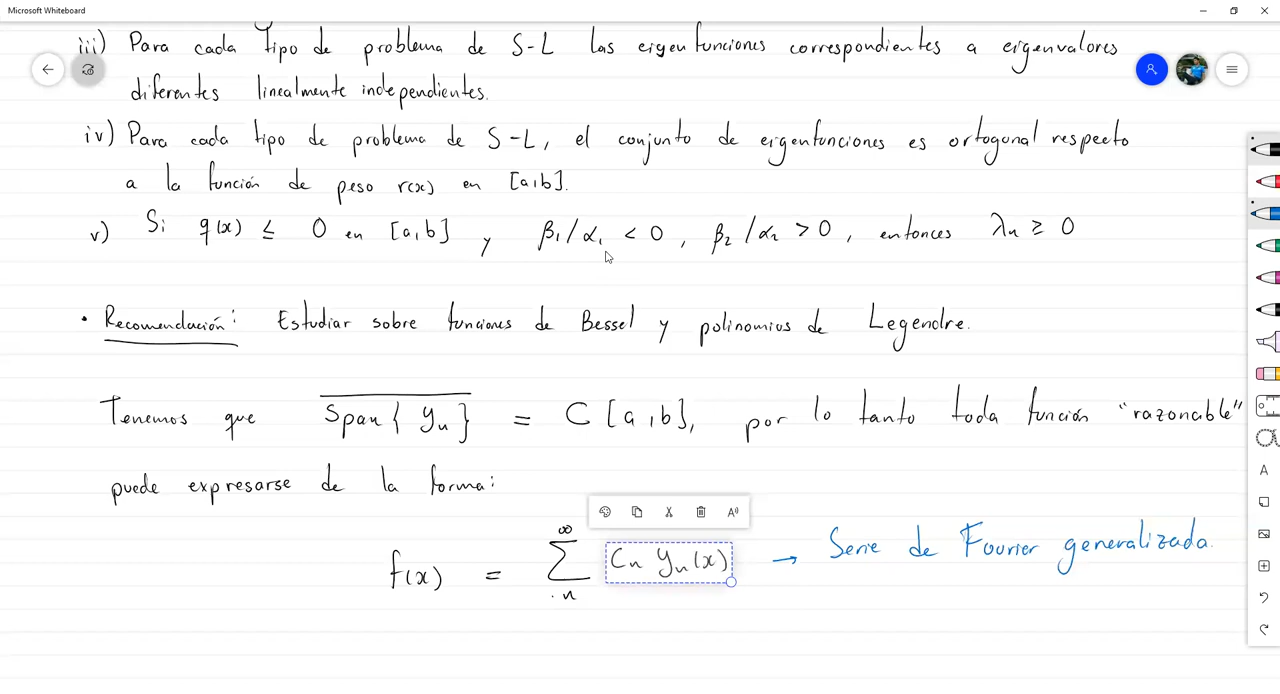 Microsoft Whiteboard
iii) Para cada tipo de problema de S-L las eigenfunciones correspondientes a eigenvalores
diferentes linealmente independientes.
iv) Para cada tipo de problema de S-L, el conjunto de eigenfunciones es ortogonal respecto
a la función de peso r(x) en [a,b].
v) Si q(x) ≤ 0 en [a,b] y β₁/α₁ < 0, β₂/α₂ > 0, entonces λₙ ≥ 0
• Recomendación: Estudiar sobre funciones de Bessel y polinomios de Legendre.
Tenemos que \overline{Span{yₙ}} = C[a,b], por lo tanto toda función "razonable"
puede expresarse de la forma:
f(x) = ∑ₙ^∞ Cₙ yₙ(x) → Serie de Fourier generalizada.